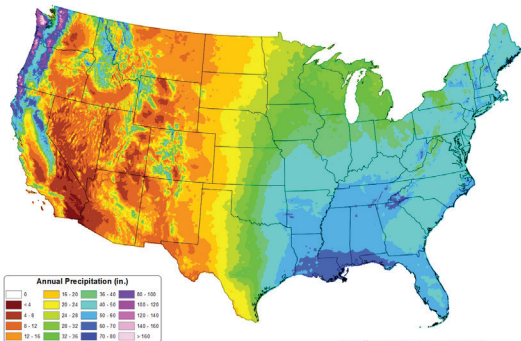 Annual Precipitation (in.)
0 16 - 20 36 - 40 80 - 100
< 4 20 - 24 40 - 50 100 - 120
4 - 8 24 - 28 50 - 60 120 - 140
8 - 12 28 - 32 60 - 70 140 - 160
12 - 16 32 - 36 70 - 80 > 160